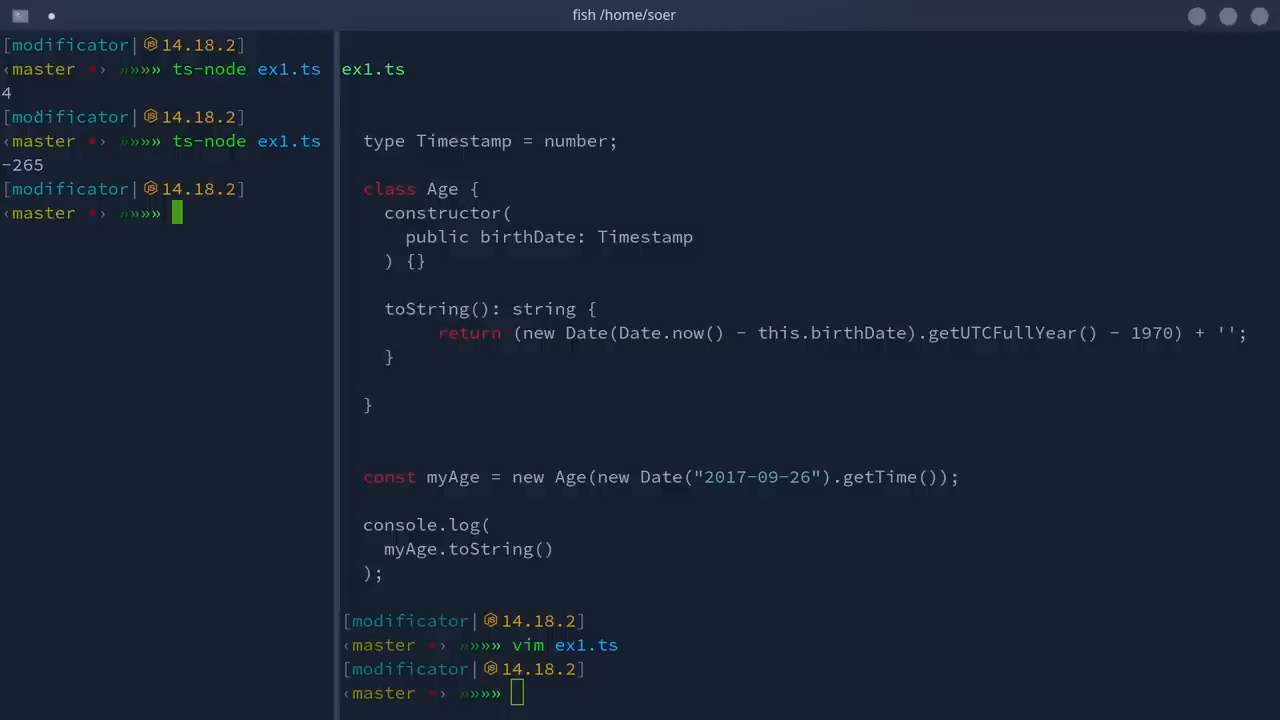 fish /home/soer
[modificator|14.18.2]
‹master •› »»»» ts-node ex1.ts
4
[modificator|14.18.2]
‹master •› »»»» ts-node ex1.ts
-265
[modificator|14.18.2]
‹master •› »»»»
ex1.ts
type Timestamp = number;
class Age {
constructor(
public birthDate: Timestamp
) {}
toString(): string {
return (new Date(Date.now() - this.birthDate).getUTCFullYear() - 1970) + '';
}
}
const myAge = new Age(new Date("2017-09-26").getTime());
console.log(
myAge.toString()
);
[modificator|14.18.2]
‹master •› »»»» vim ex1.ts
[modificator|14.18.2]
‹master •› »»»»